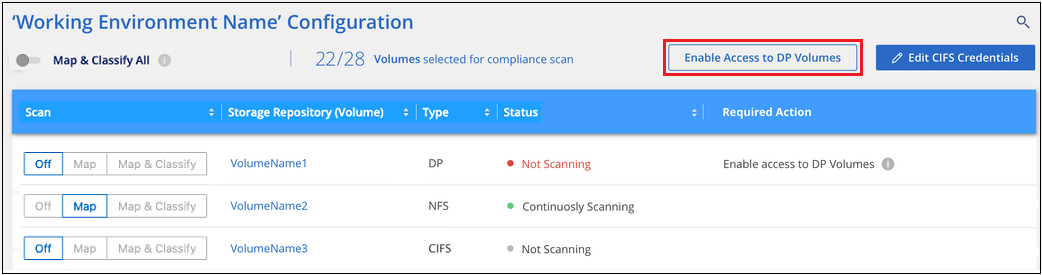 ‘Working Environment Name’ Configuration
Map & Classify All
22/28 Volumes selected for compliance scan
Enable Access to DP Volumes
Edit CIFS Credentials
Scan Storage Repository (Volume) Type Status Required Action
Off Map Map & Classify VolumeName1 DP Not Scanning Enable access to DP Volumes
Off Map Map & Classify VolumeName2 NFS Continuosly Scanning
Off Map Map & Classify VolumeName3 CIFS Not Scanning